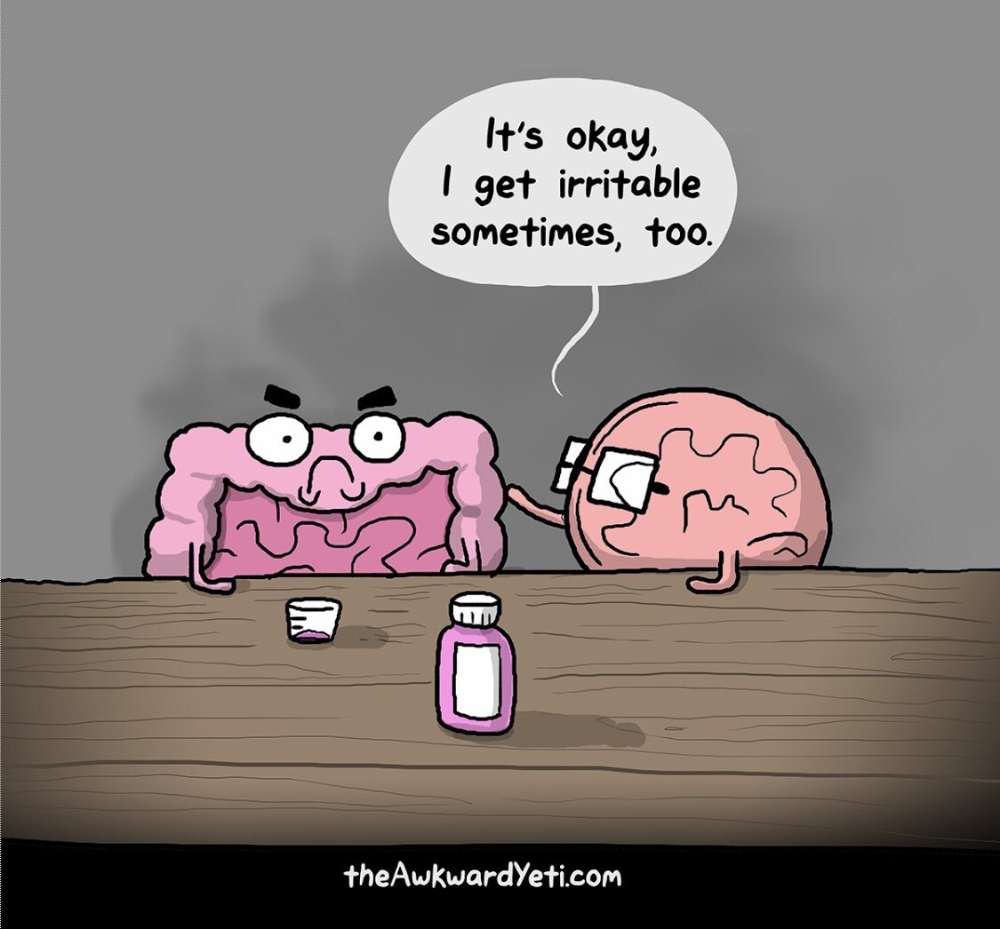 It's okay,
I get irritable
sometimes, too.
theAwkwardYeti.com